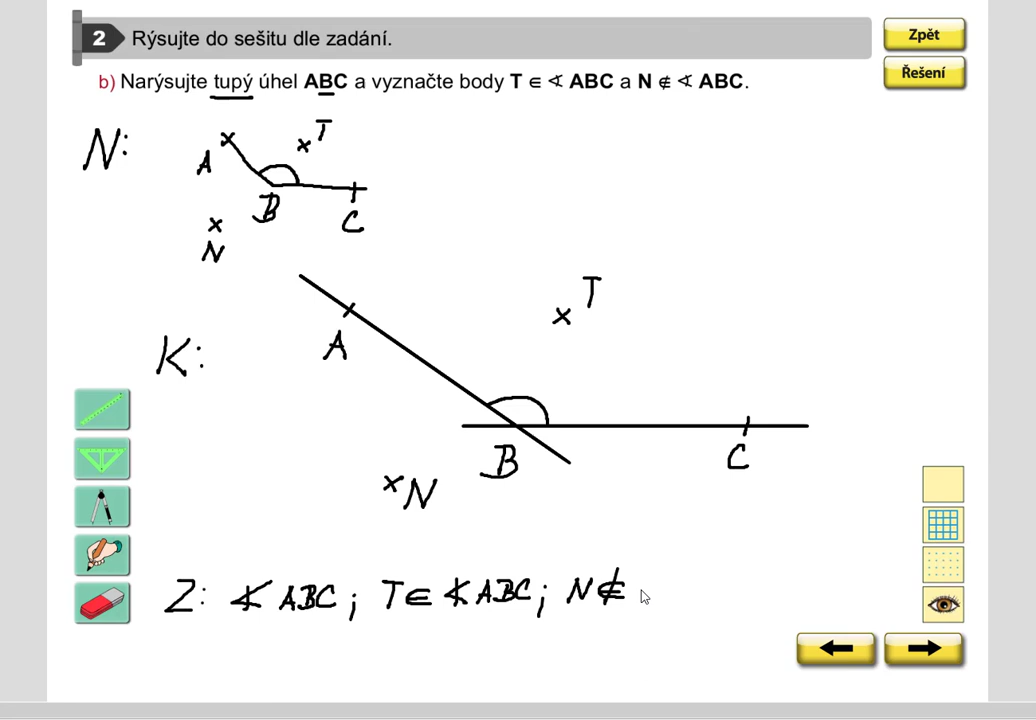 2 Rýsujte do sešitu dle zadání.
Zpět
Řešení
b) Narýsujte tupý úhel ABC a vyznačte body T ∈ ∢ ABC a N ∉ ∢ ABC.
N:
T
A
B
C
N
T
A
K:
B
C
N
Z: ∢ ABC; T ∈ ∢ ABC; N ∉